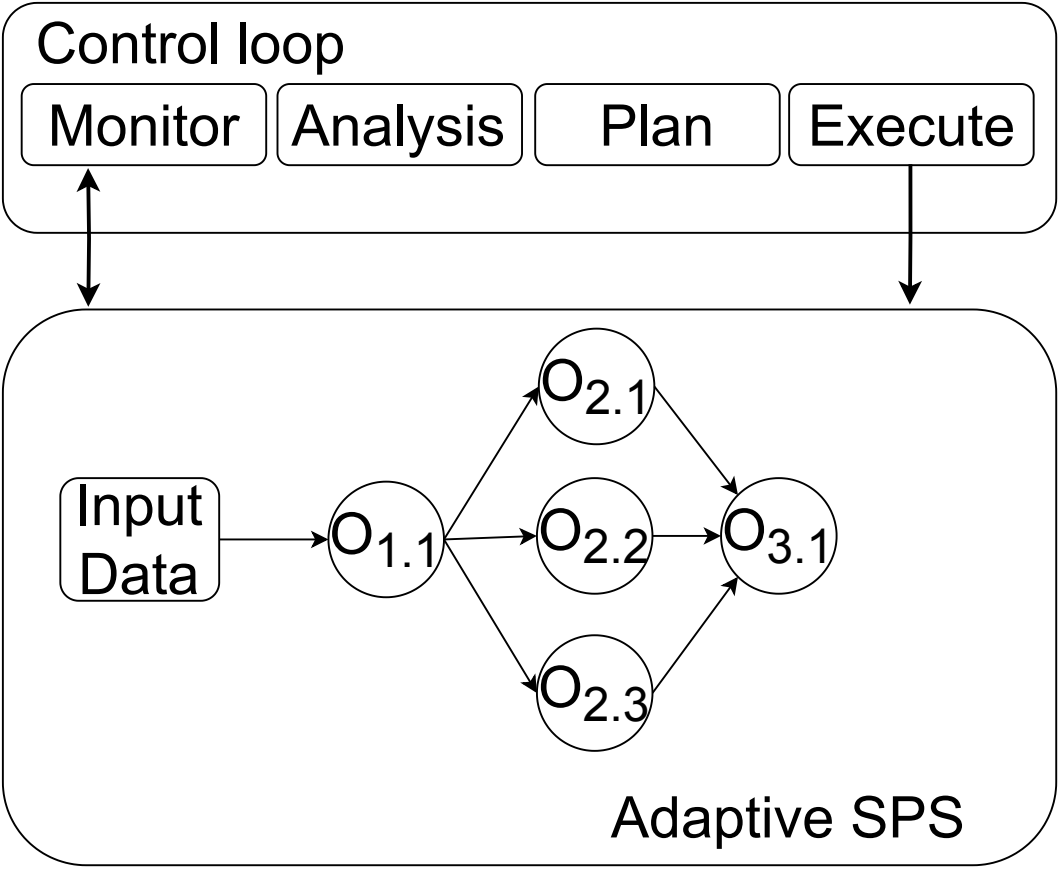 Control loop
Monitor Analysis Plan Execute
O2.1
Input
Data
O1.1 O2.2 O3.1
O2.3
Adaptive SPS